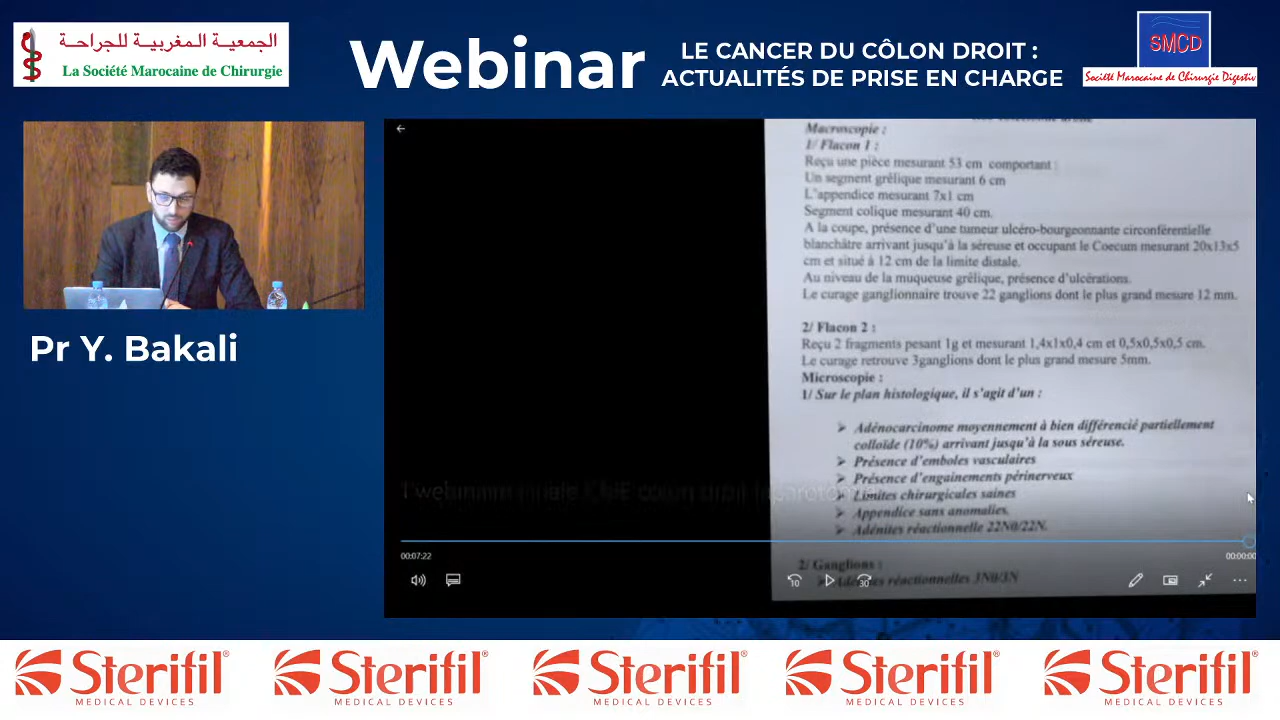 الجمعية المغربية للجراحة
La Société Marocaine de Chirurgie
Webinar
LE CANCER DU CÔLON DROIT :
ACTUALITÉS DE PRISE EN CHARGE
SMCD
Société Marocaine de Chirurgie Digestiv
Pr Y. Bakali
Macroscopie :
1/ Flacon 1 :
Reçu une pièce mesurant 53 cm comportant :
Un segment grêlique mesurant 6 cm
L'appendice mesurant 7x1 cm
Segment colique mesurant 40 cm.
A la coupe, présence d'une tumeur ulcéro-bourgeonnante circonférentielle
blanchâtre arrivant jusqu'à la séreuse et occupant le Coecum mesurant 20x13x5
cm et situé à 12 cm de la limite distale.
Au niveau de la muqueuse grêlique, présence d'ulcérations.
Le curage ganglionnaire trouve 22 ganglions dont le plus grand mesure 12 mm.
2/ Flacon 2 :
Reçu 2 fragments pesant 1g et mesurant 1,4x1x0,4 cm et 0,5x0,5x0,5 cm.
Le curage retrouve 3ganglions dont le plus grand mesure 5mm.
Microscopie :
1/ Sur le plan histologique, il s'agit d'un :
➢ Adénocarcinome moyennement à bien différencié partiellement
colloïde (10%) arrivant jusqu'à la sous séreuse.
➢ Présence d'emboles vasculaires
➢ Présence d'engainements périnerveux
➢ Limites chirurgicales saines
➢ Appendice sans anomalies.
➢ Adénites réactionnelle 22N0/22N.
2/ Ganglions :
réactionnelles 3N0/3N
00:07:22
00:00:00
10
30
Sterifil® Sterifil® Sterifil® Sterifil® Sterifil®
MEDICAL DEVICES MEDICAL DEVICES MEDICAL DEVICES MEDICAL DEVICES MEDICAL DEVICES